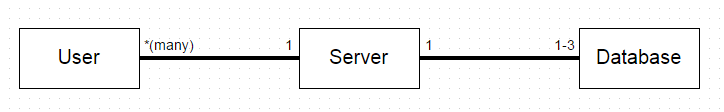 User
*(many)
1
Server
1
1-3
Database